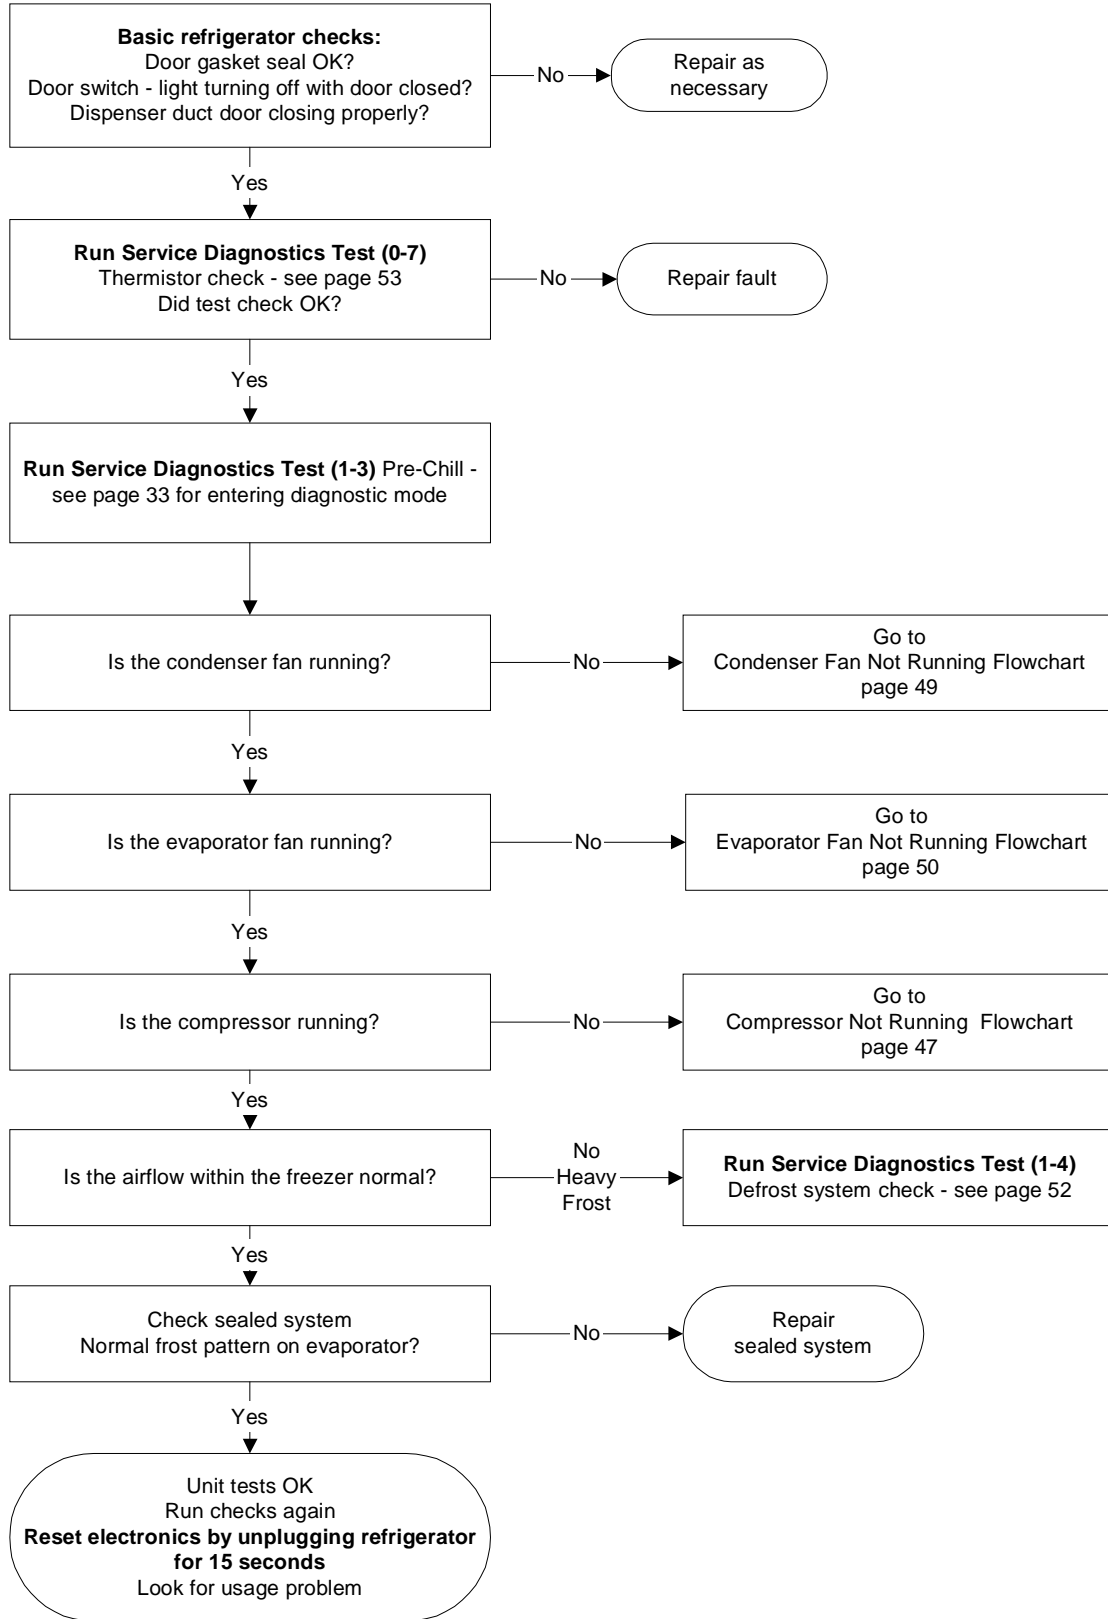 Basic refrigerator checks:
Door gasket seal OK?
Door switch - light turning off with door closed?
Dispenser duct door closing properly?
No
Repair as
necessary
Yes
Run Service Diagnostics Test (0-7)
Thermistor check - see page 53
Did test check OK?
No
Repair fault
Yes
Run Service Diagnostics Test (1-3) Pre-Chill -
see page 33 for entering diagnostic mode
Is the condenser fan running?
No
Go to
Condenser Fan Not Running Flowchart
page 49
Yes
Is the evaporator fan running?
No
Go to
Evaporator Fan Not Running Flowchart
page 50
Yes
Is the compressor running?
No
Go to
Compressor Not Running Flowchart
page 47
Yes
Is the airflow within the freezer normal?
No
Heavy
Frost
Run Service Diagnostics Test (1-4)
Defrost system check - see page 52
Yes
Check sealed system
Normal frost pattern on evaporator?
No
Repair
sealed system
Yes
Unit tests OK
Run checks again
Reset electronics by unplugging refrigerator
for 15 seconds
Look for usage problem